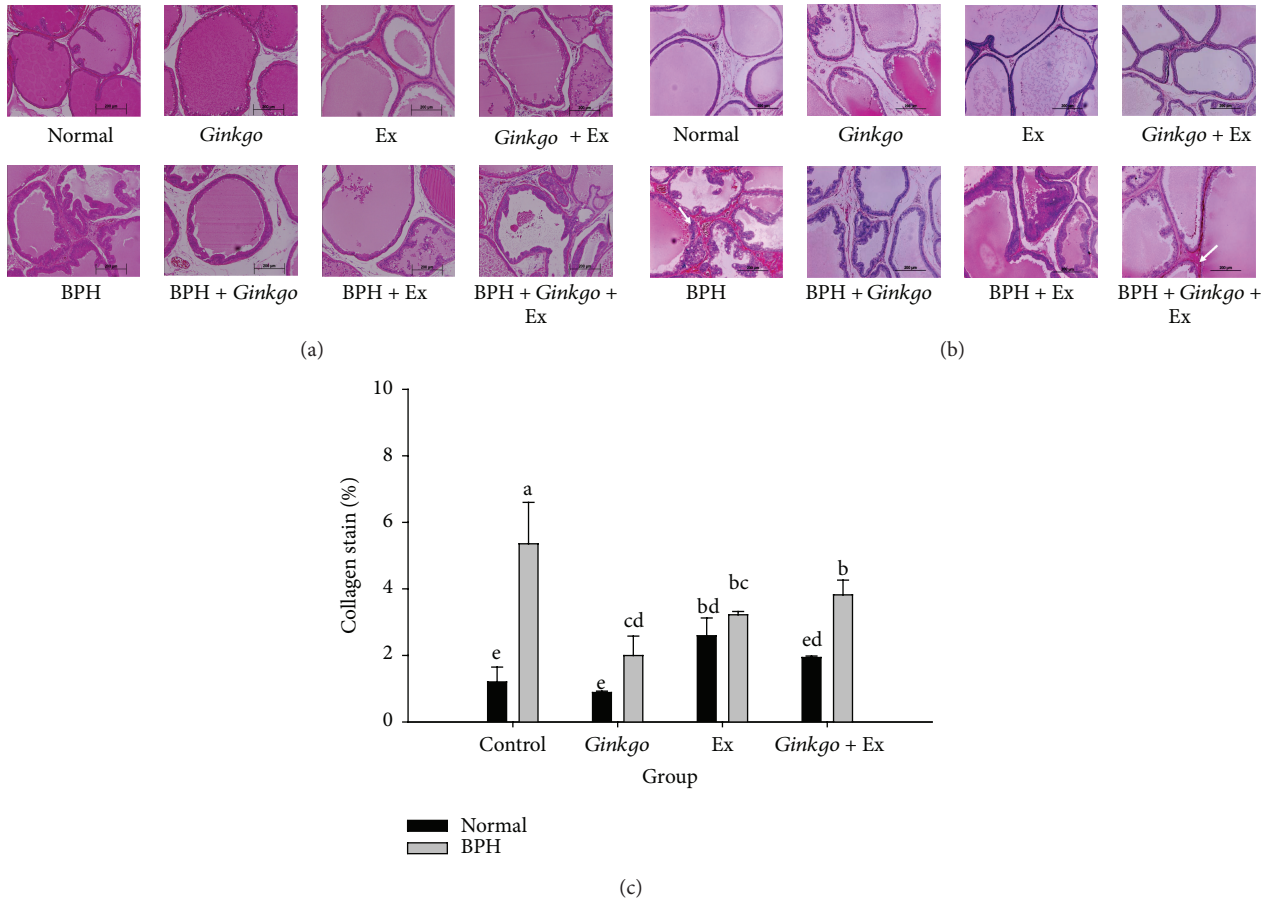 Normal
Ginkgo
Ex
Ginkgo + Ex
BPH
BPH + Ginkgo
BPH + Ex
BPH + Ginkgo +
Ex
(a)
Normal
Ginkgo
Ex
Ginkgo + Ex
BPH
BPH + Ginkgo
BPH + Ex
BPH + Ginkgo +
Ex
(b)
10
8
6
4
2
0
Collagen stain (%)
e
a
e
cd
bd
bc
ed
b
Control
Ginkgo
Ex
Ginkgo + Ex
Group
Normal
BPH
(c)